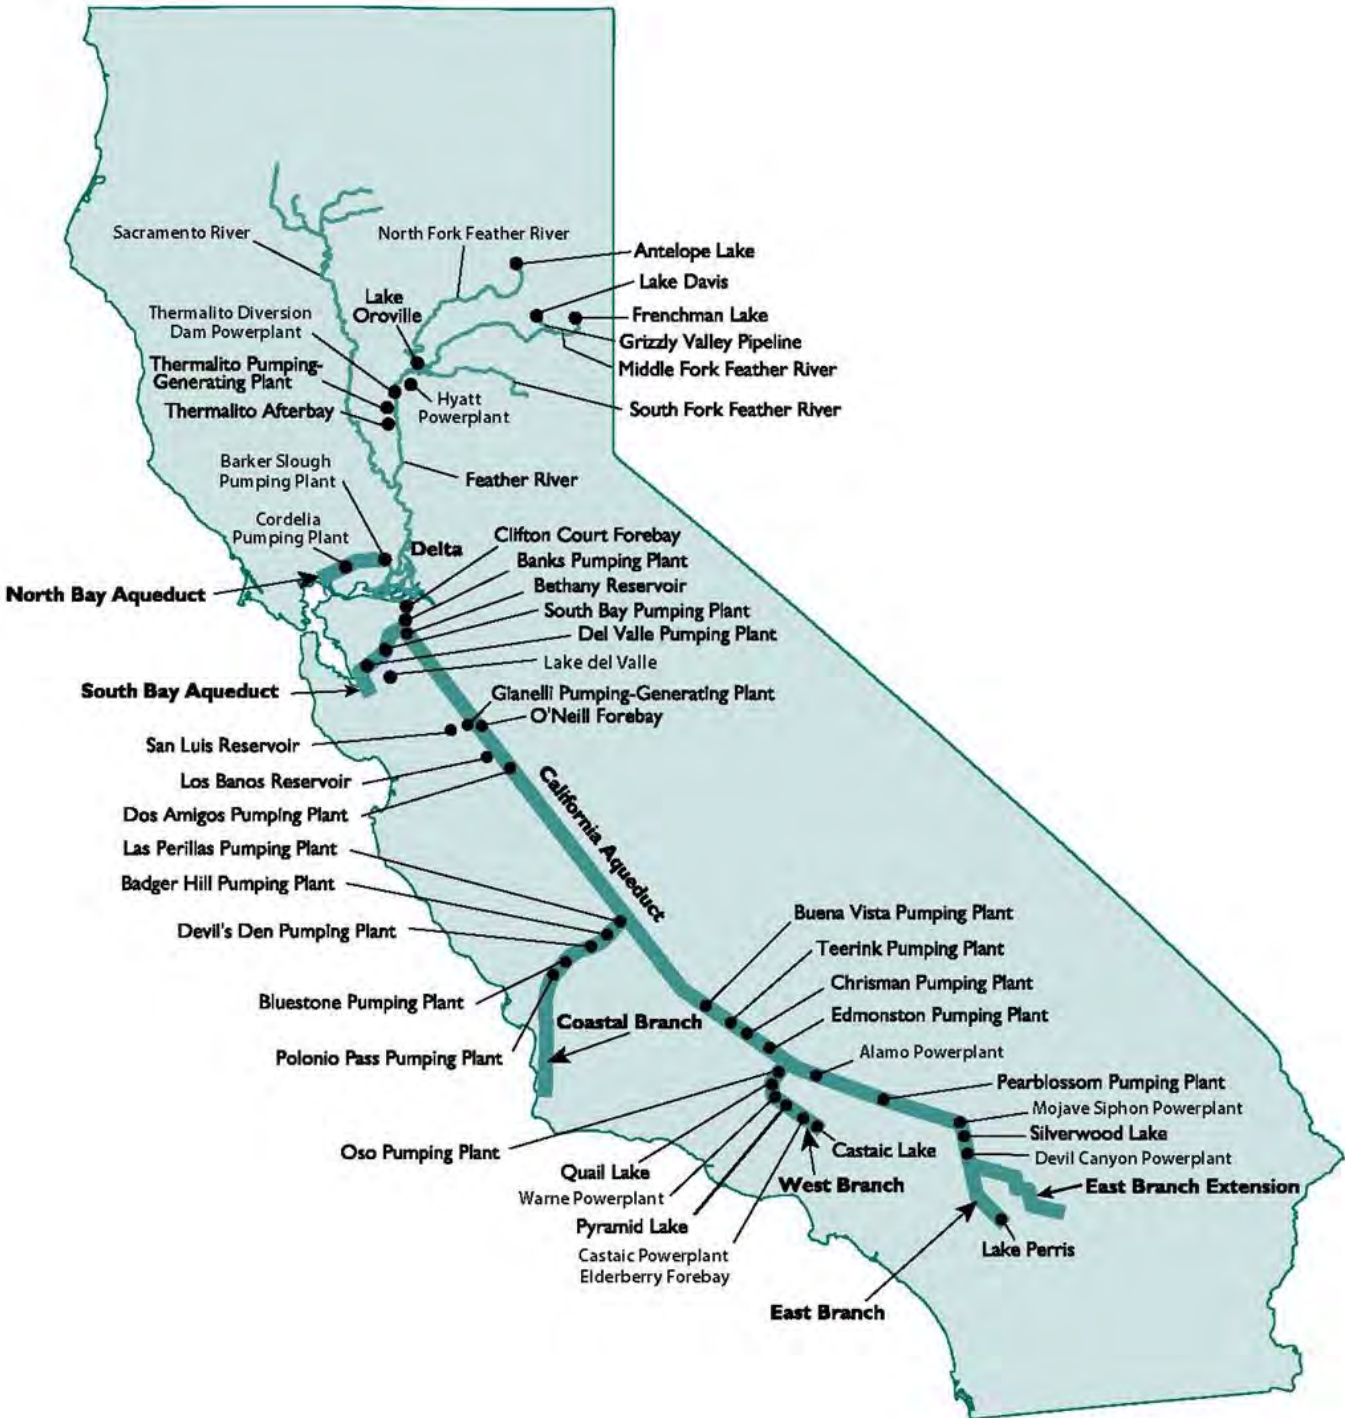 Sacramento River
North Fork Feather River
Antelope Lake
Lake Davis
Lake
Oroville
Thermalito Diversion
Dam Powerplant
Frenchman Lake
Grizzly Valley Pipeline
Middle Fork Feather River
Thermalito Pumping-
Generating Plant
Hyatt
Powerplant
Thermalito Afterbay
South Fork Feather River
Barker Slough
Pumping Plant
Feather River
Cordelia
Pumping Plant
Delta
Clifton Court Forebay
Banks Pumping Plant
Bethany Reservoir
North Bay Aqueduct
South Bay Pumping Plant
Del Valle Pumping Plant
Lake del Valle
South Bay Aqueduct
Gianelli Pumping-Generating Plant
O'Neill Forebay
San Luis Reservoir
Los Banos Reservoir
Dos Amigos Pumping Plant
California Aqueduct
Las Perillas Pumping Plant
Badger Hill Pumping Plant
Devil's Den Pumping Plant
Buena Vista Pumping Plant
Teerink Pumping Plant
Chrisman Pumping Plant
Bluestone Pumping Plant
Edmonston Pumping Plant
Coastal Branch
Polonio Pass Pumping Plant
Alamo Powerplant
Pearblossom Pumping Plant
Mojave Siphon Powerplant
Silverwood Lake
Devil Canyon Powerplant
Oso Pumping Plant
Castaic Lake
Quail Lake
West Branch
East Branch Extension
Warne Powerplant
Pyramid Lake
Lake Perris
Castaic Powerplant
Elderberry Forebay
East Branch